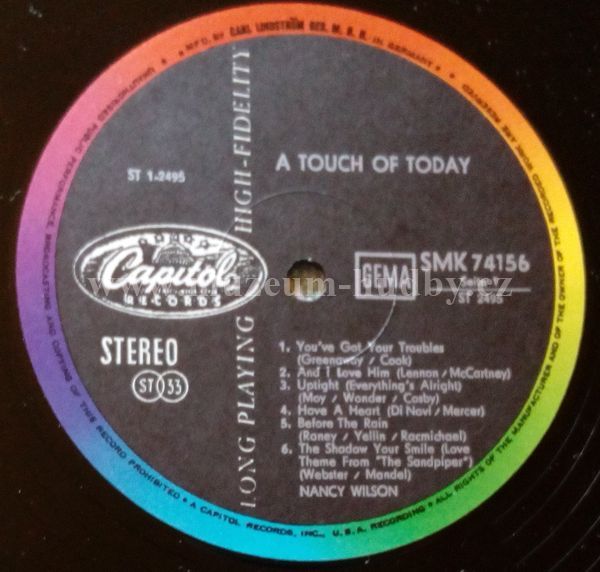 MFD. BY CARL LINDSTRÖM GES. M. B. H. IN GERMANY • ALL RIGHTS OF THE MANUFACTURER AND OF THE OWNER OF THE RECORDED WORK ARE RESERVED
UNAUTHORISED PUBLIC PERFORMANCE, BROADCASTING AND COPYING OF THIS RECORD PROHIBITED • A CAPITOL RECORDS, INC., U.S.A. RECORDING •
LONG PLAYING HIGH-FIDELITY
A TOUCH OF TODAY
ST 1-2495
Capitol
RECORDS
STEREO
ST 33
GEMA
SMK 74156
ST 2495
1. You've Got Your Troubles
(Greenaway / Cook)
2. And I Love Him (Lennon / McCartney)
3. Uptight (Everything's Alright)
(Moy / Wonder / Cosby)
4. Have A Heart (Di Novi / Mercer)
5. Before The Rain
(Raney / Yellin / Racmichael)
6. The Shadow Your Smile (Love
Theme From "The Sandpiper")
(Webster / Mandel)
NANCY WILSON